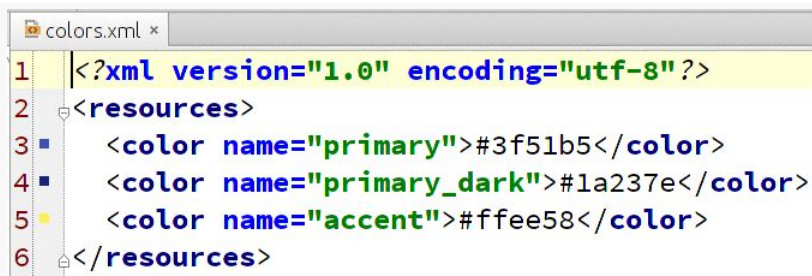 colors.xml ×
1 <?xml version="1.0" encoding="utf-8"?>
2 <resources>
3 <color name="primary">#3f51b5</color>
4 <color name="primary_dark">#1a237e</color>
5 <color name="accent">#ffee58</color>
6 </resources>